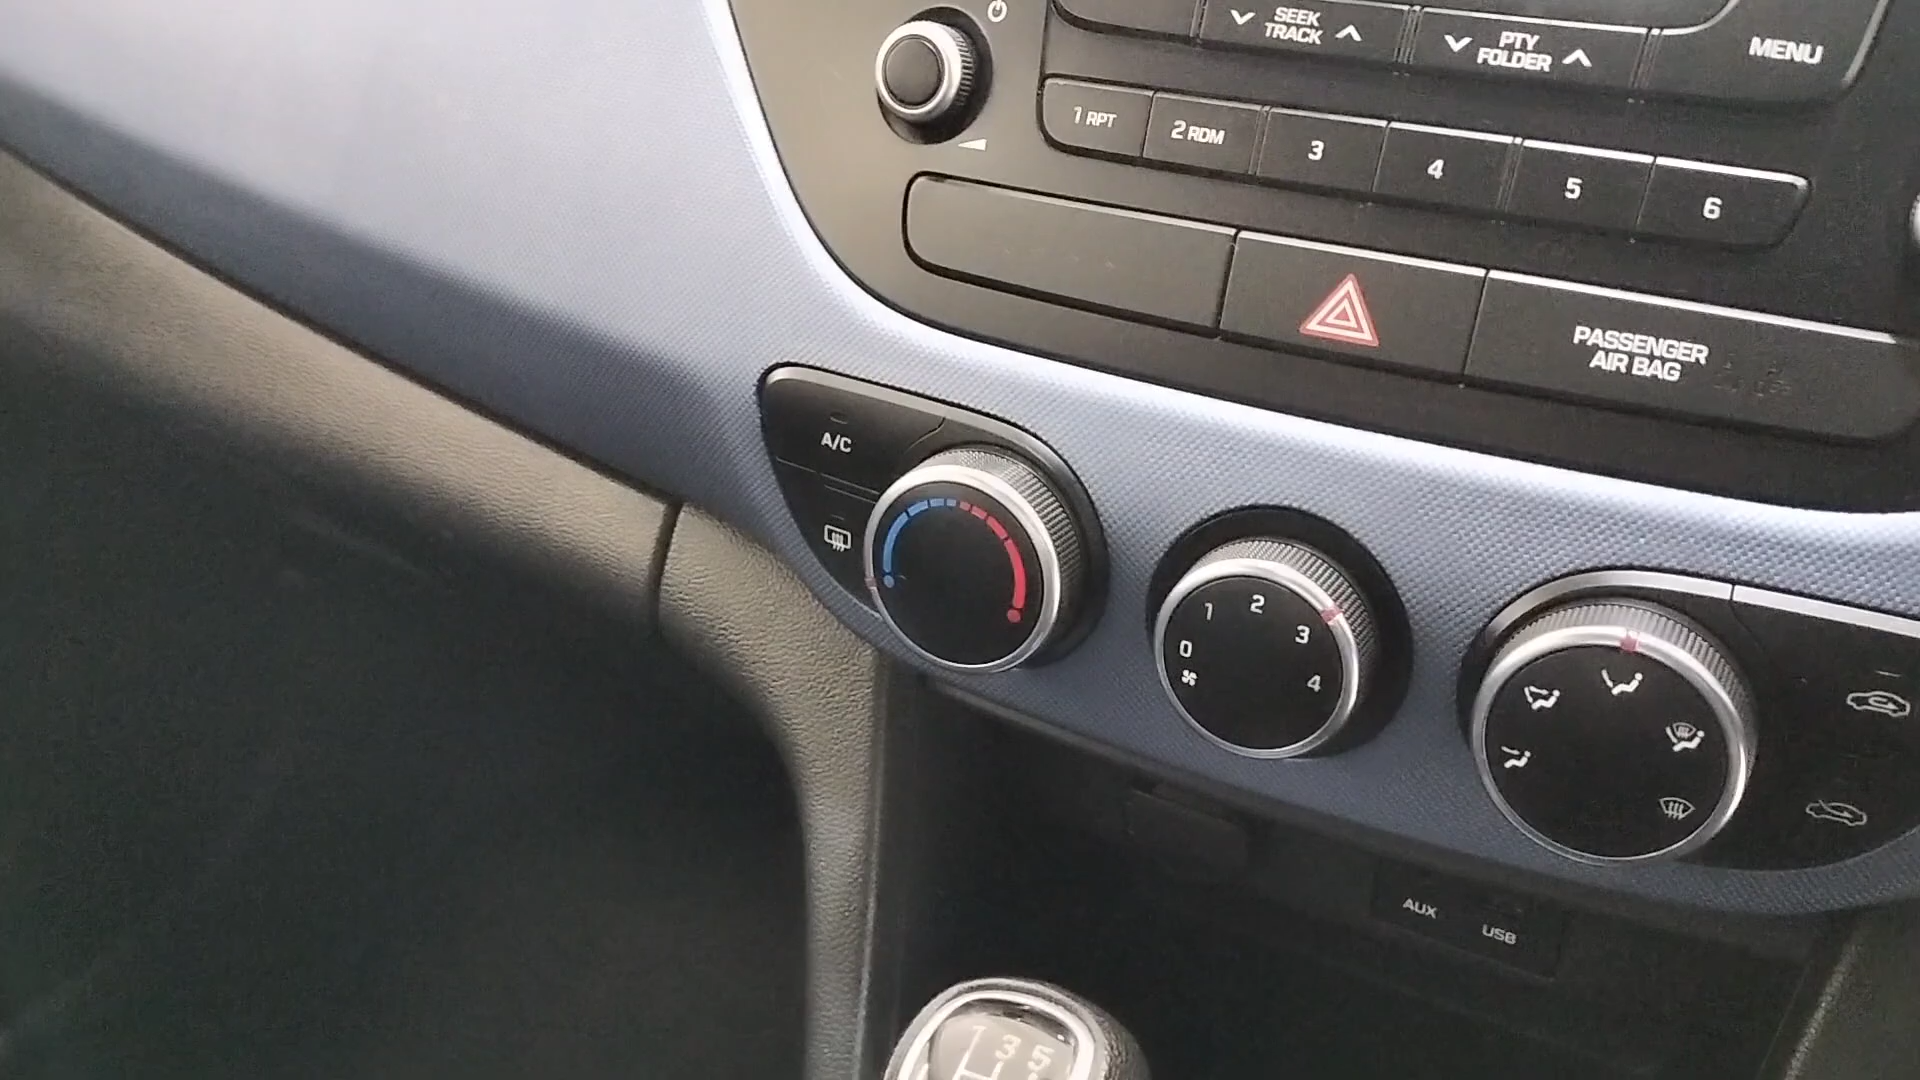 SEEK
TRACK
PTY
FOLDER
MENU
1 RPT
2 RDM
3
4
5
6
PASSENGER
AIR BAG
A/C
0
1
2
3
4
AUX
USB
1 3 5